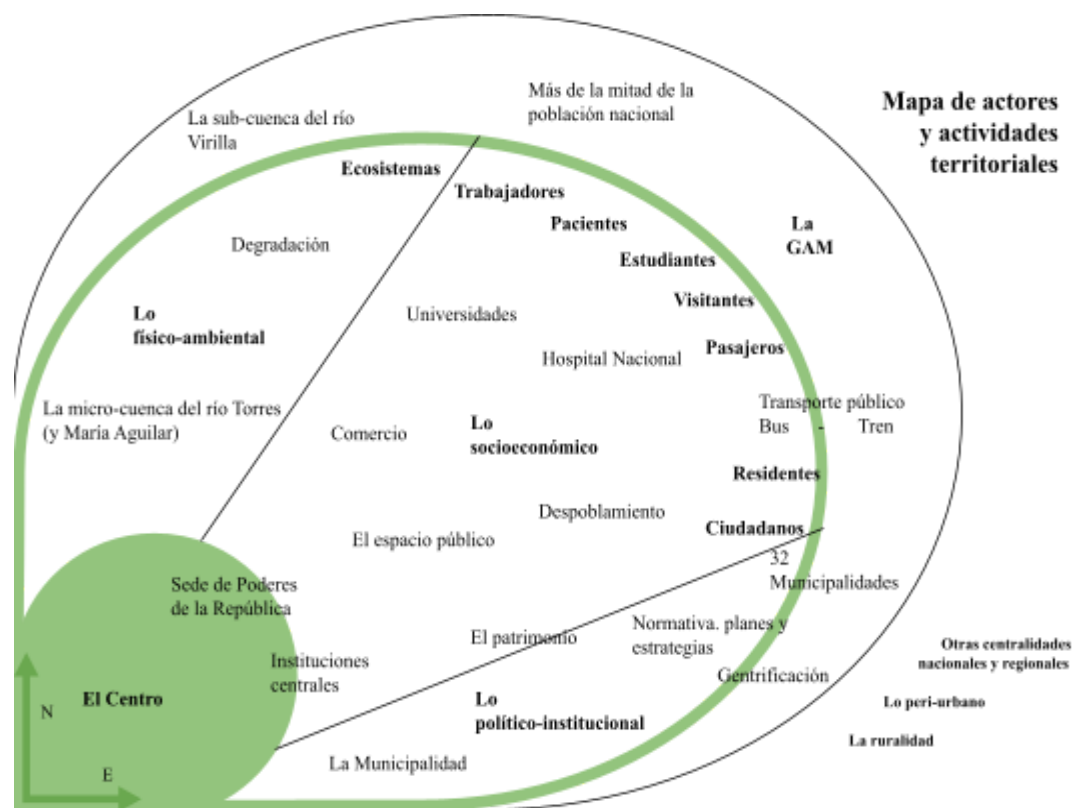 Más de la mitad de la
población nacional
Mapa de actores
y actividades
territoriales
La sub-cuenca del río
Virilla
Ecosistemas
Trabajadores
Pacientes
La
GAM
Degradación
Estudiantes
Visitantes
Lo
físico-ambiental
Universidades
Hospital Nacional
Pasajeros
La micro-cuenca del río Torres
(y María Aguilar)
Transporte público
Bus - Tren
Comercio
Lo
socioeconómico
Residentes
Despoblamiento
Ciudadanos
El espacio público
32
Municipalidades
Sede de Poderes
de la República
El patrimonio
Normativa. planes y
estrategias
Otras centralidades
nacionales y regionales
Instituciones
centrales
Gentrificación
El Centro
Lo
político-institucional
Lo peri-urbano
N
La ruralidad
La Municipalidad
E